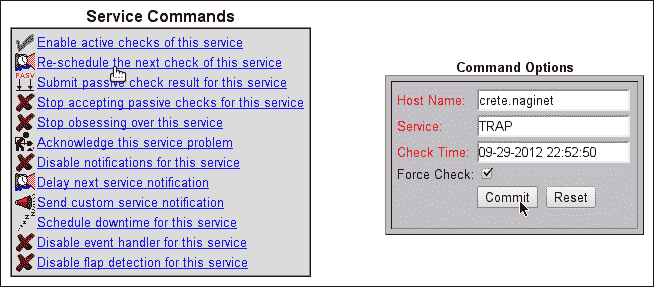 Service Commands
Enable active checks of this service
Re-schedule the next check of this service
PASV
Submit passive check result for this service
Stop accepting passive checks for this service
Stop obsessing over this service
Acknowledge this service problem
Disable notifications for this service
Delay next service notification
Send custom service notification
Schedule downtime for this service
Disable event handler for this service
Disable flap detection for this service
Command Options
Host Name: crete.naginet
Service: TRAP
Check Time: 09-29-2012 22:52:50
Force Check:
Commit Reset